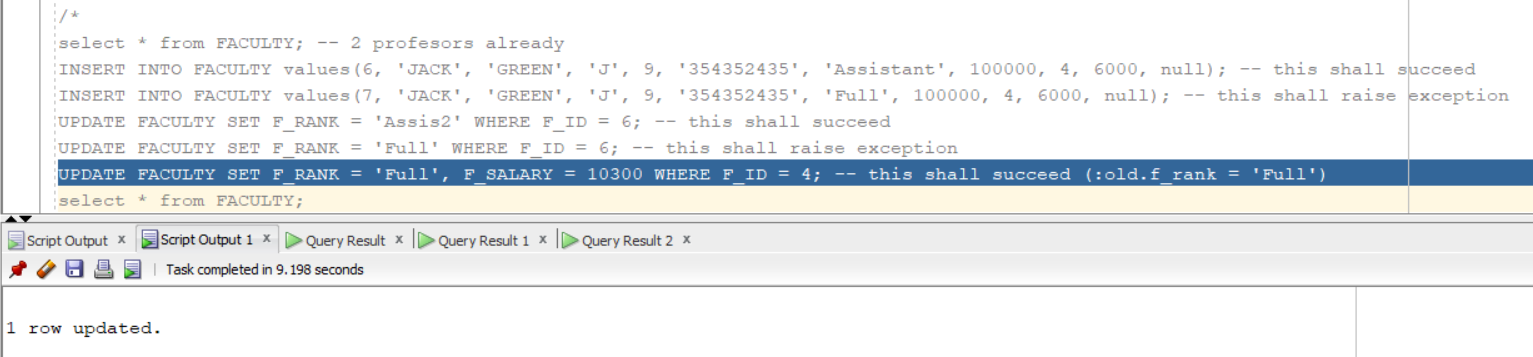 /*
select * from FACULTY; -- 2 profesors already
INSERT INTO FACULTY values(6, 'JACK', 'GREEN', 'J', 9, '354352435', 'Assistant', 100000, 4, 6000, null); -- this shall succeed
INSERT INTO FACULTY values(7, 'JACK', 'GREEN', 'J', 9, '354352435', 'Full', 100000, 4, 6000, null); -- this shall raise exception
UPDATE FACULTY SET F_RANK = 'Assis2' WHERE F_ID = 6; -- this shall succeed
UPDATE FACULTY SET F_RANK = 'Full' WHERE F_ID = 6; -- this shall raise exception
UPDATE FACULTY SET F_RANK = 'Full', F_SALARY = 10300 WHERE F_ID = 4; -- this shall succeed (:old.f_rank = 'Full')
select * from FACULTY;
Script Output x Script Output 1 x Query Result x Query Result 1 x Query Result 2 x
Task completed in 9.198 seconds
1 row updated.